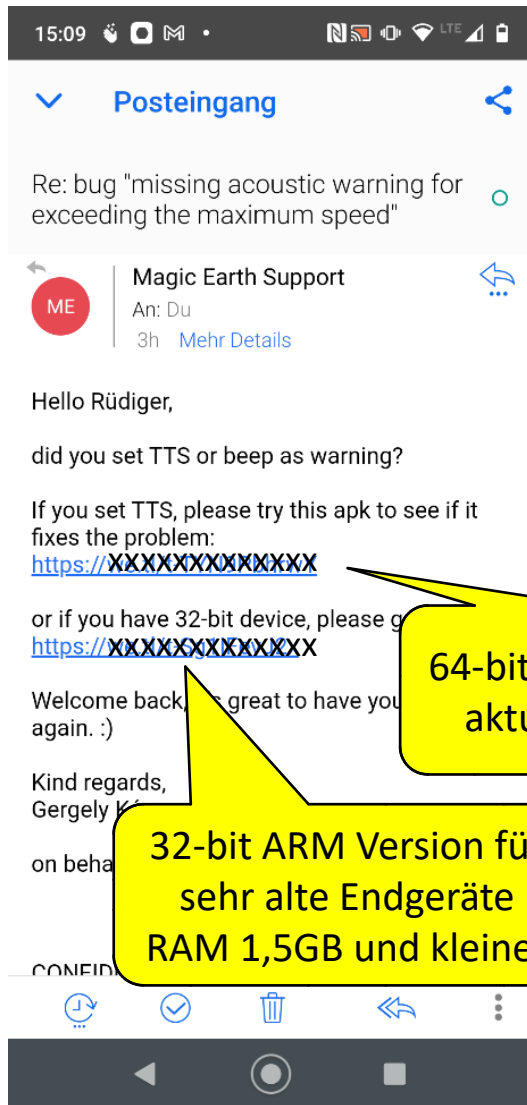 15:09 LTE
Posteingang
Re: bug "missing acoustic warning for
exceeding the maximum speed"
ME
Magic Earth Support
An: Du
3h Mehr Details
Hello Rüdiger,
did you set TTS or beep as warning?
If you set TTS, please try this apk to see if it
fixes the problem:
https://XXXXXXXXXXXXXX
or if you have 32-bit device, please g
https://XXXXXXXXXXXXXX
Welcome back, s great to have you
again. :)
Kind regards,
Gergely
on beha
CONFID
64-bit
aktu
32-bit ARM Version fü
sehr alte Endgeräte
RAM 1,5GB und kleine